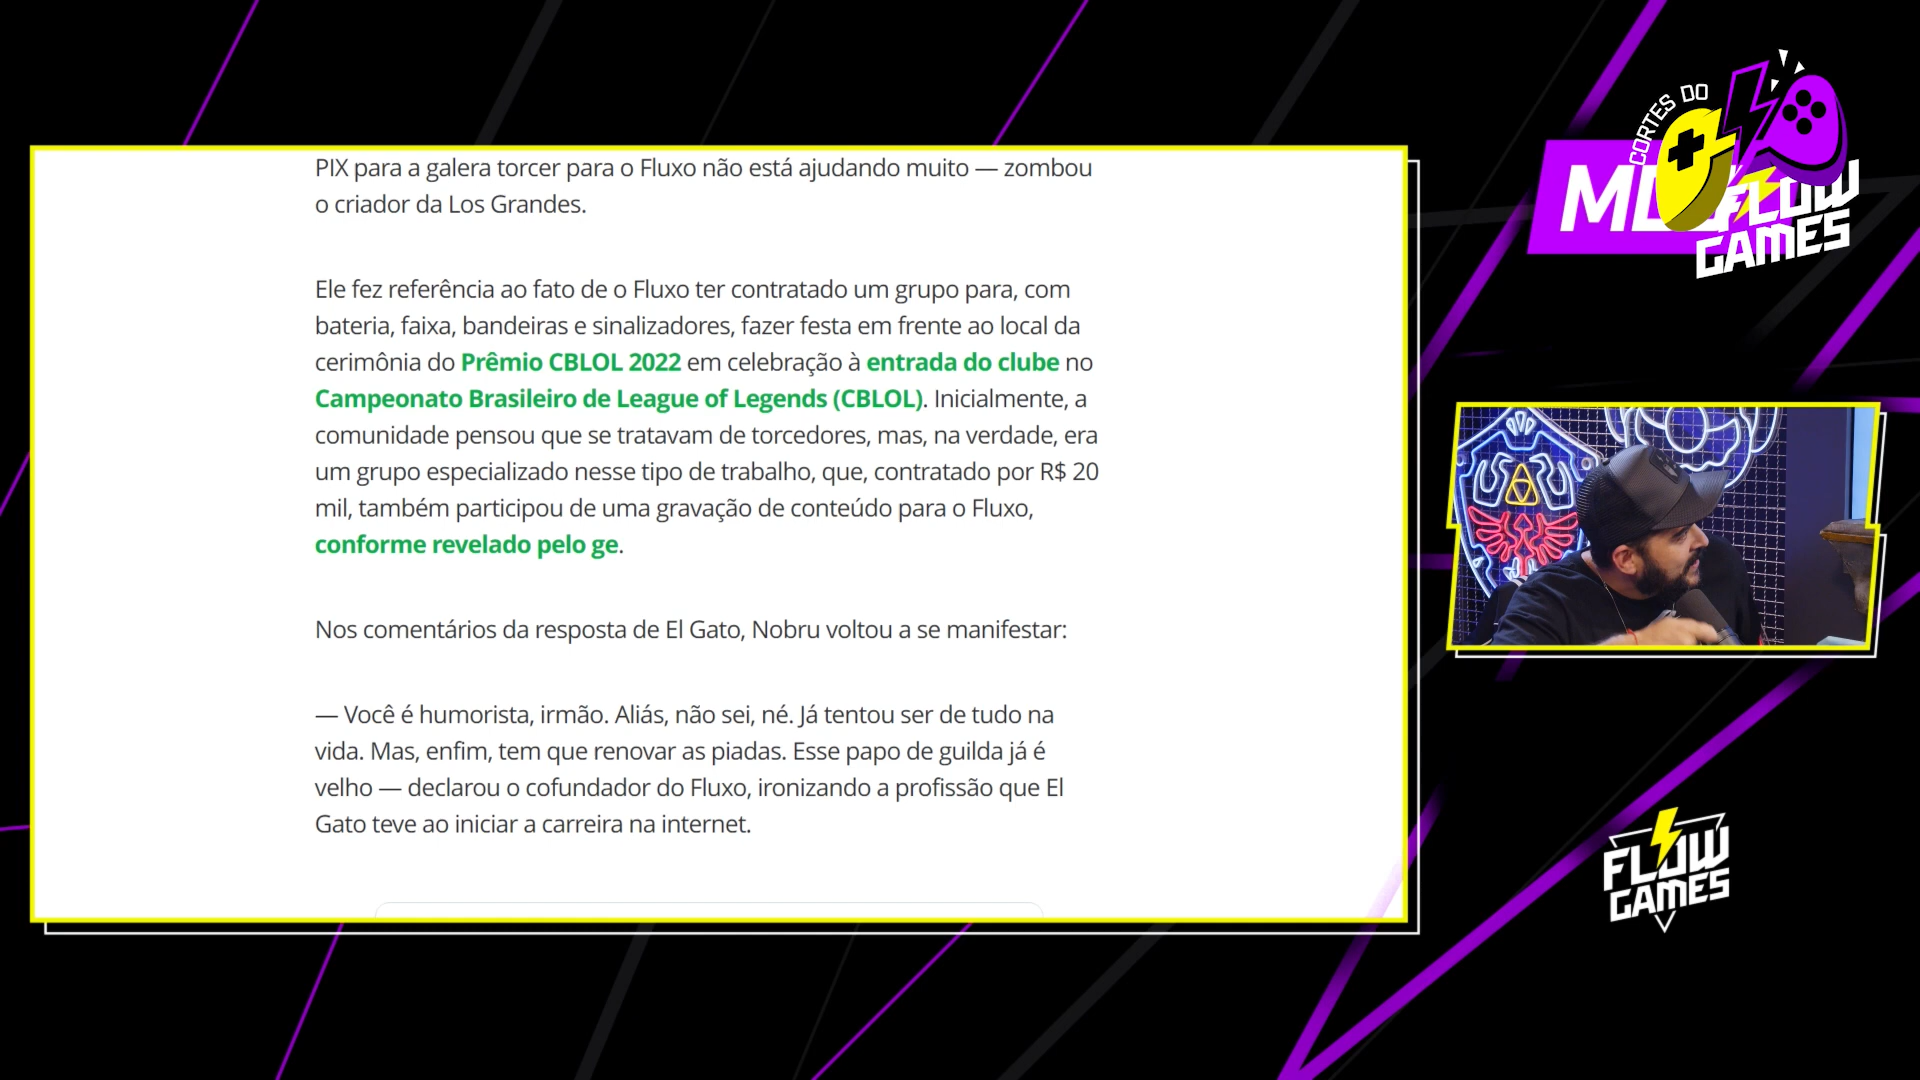 PIX para a galera torcer para o Fluxo não está ajudando muito — zombou
o criador da Los Grandes.
Ele fez referência ao fato de o Fluxo ter contratado um grupo para, com
bateria, faixa, bandeiras e sinalizadores, fazer festa em frente ao local da
cerimônia do Prêmio CBLOL 2022 em celebração à entrada do clube no
Campeonato Brasileiro de League of Legends (CBLOL). Inicialmente, a
comunidade pensou que se tratavam de torcedores, mas, na verdade, era
um grupo especializado nesse tipo de trabalho, que, contratado por R$ 20
mil, também participou de uma gravação de conteúdo para o Fluxo,
conforme revelado pelo ge.
Nos comentários da resposta de El Gato, Nobru voltou a se manifestar:
— Você é humorista, irmão. Aliás, não sei, né. Já tentou ser de tudo na
vida. Mas, enfim, tem que renovar as piadas. Esse papo de guilda já é
velho — declarou o cofundador do Fluxo, ironizando a profissão que El
Gato teve ao iniciar a carreira na internet.
CORTES DO
FLOW
GAMES
FLOW
GAMES